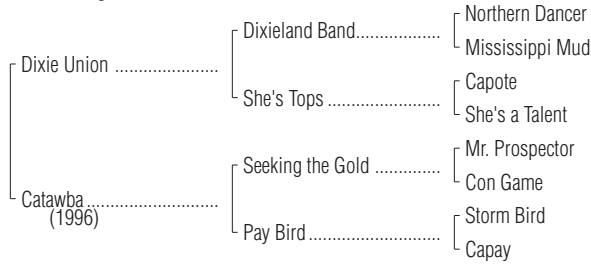 Northern Dancer
Dixieland Band..................
Mississippi Mud
Dixie Union ......................
Capote
She's Tops ........................
She's a Talent
Mr. Prospector
Seeking the Gold ..............
Con Game
Catawba............................
(1996)
Storm Bird
Pay Bird............................
Capay